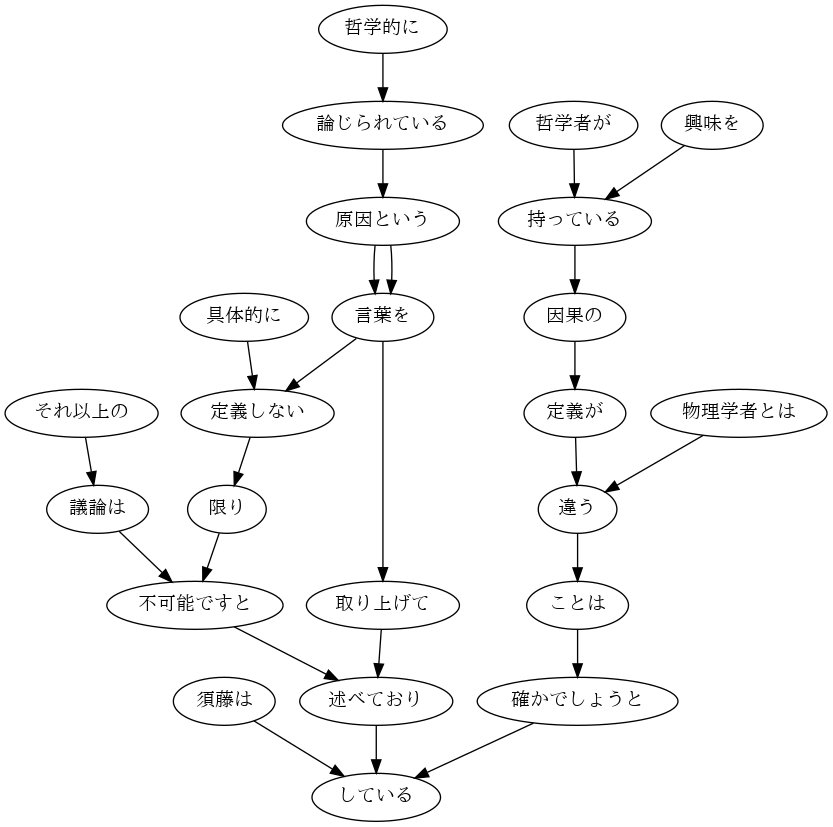 哲学的に
論じられている
哲学者が
興味を
原因という
持っている
具体的に
言葉を
因果の
それ以上の
定義しない
定義が
物理学者とは
議論は
限り
違う
不可能ですと
取り上げて
ことは
須藤は
述べており
確かでしょうと
している